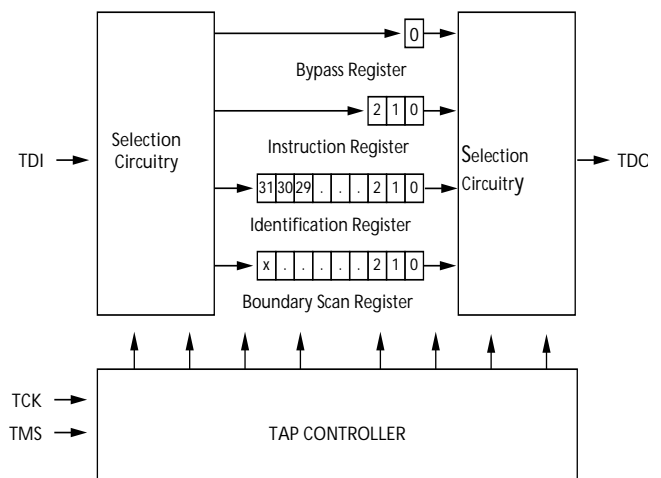 0
Bypass Register
2 1 0
Selection
Circuitry
Instruction Register
Selection
Circuitry
TDI
TDO
31 30 29 . . . 2 1 0
Identification Register
x . . . . . 2 1 0
Boundary Scan Register
TCK
TMS
TAP CONTROLLER